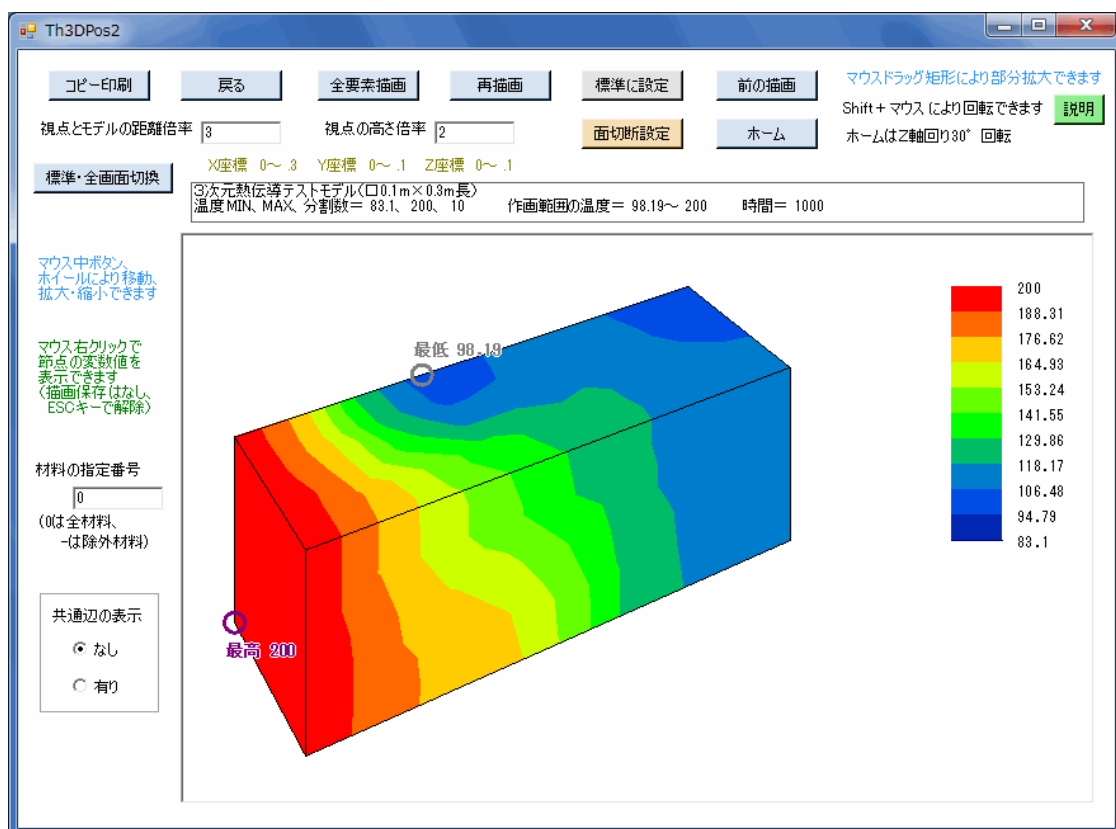 Th3DPos2
コピー印刷
戻る
全要素描画
再描画
標準に設定
前の描画
マウスドラッグ矩形により部分拡大できます
Shift+マウスにより回転できます
説明
視点とモデルの距離倍率 3
視点の高さ倍率 2
面切断設定
ホーム
ホームはZ軸回り30°回転
標準・全画面切換
X座標 0~.3 Y座標 0~.1 Z座標 0~.1
3次元熱伝導テストモデル(口0.1m×0.3m長)
温度MIN、MAX、分割数= 83.1、200、10 作画範囲の温度= 98.19~ 200 時間= 1000
マウス中ボタン、
ホイールにより移動、
拡大・縮小できます
マウス右クリックで
節点の変数値を
表示できます
(描画保存はなし、
ESCキーで解除)
材料の指定番号
0
(0は全材料、
-は除外材料)
共通辺の表示
なし
有り
最低 98.19
最高 200
200
188.31
176.62
164.93
153.24
141.55
129.86
118.17
106.48
94.79
83.1